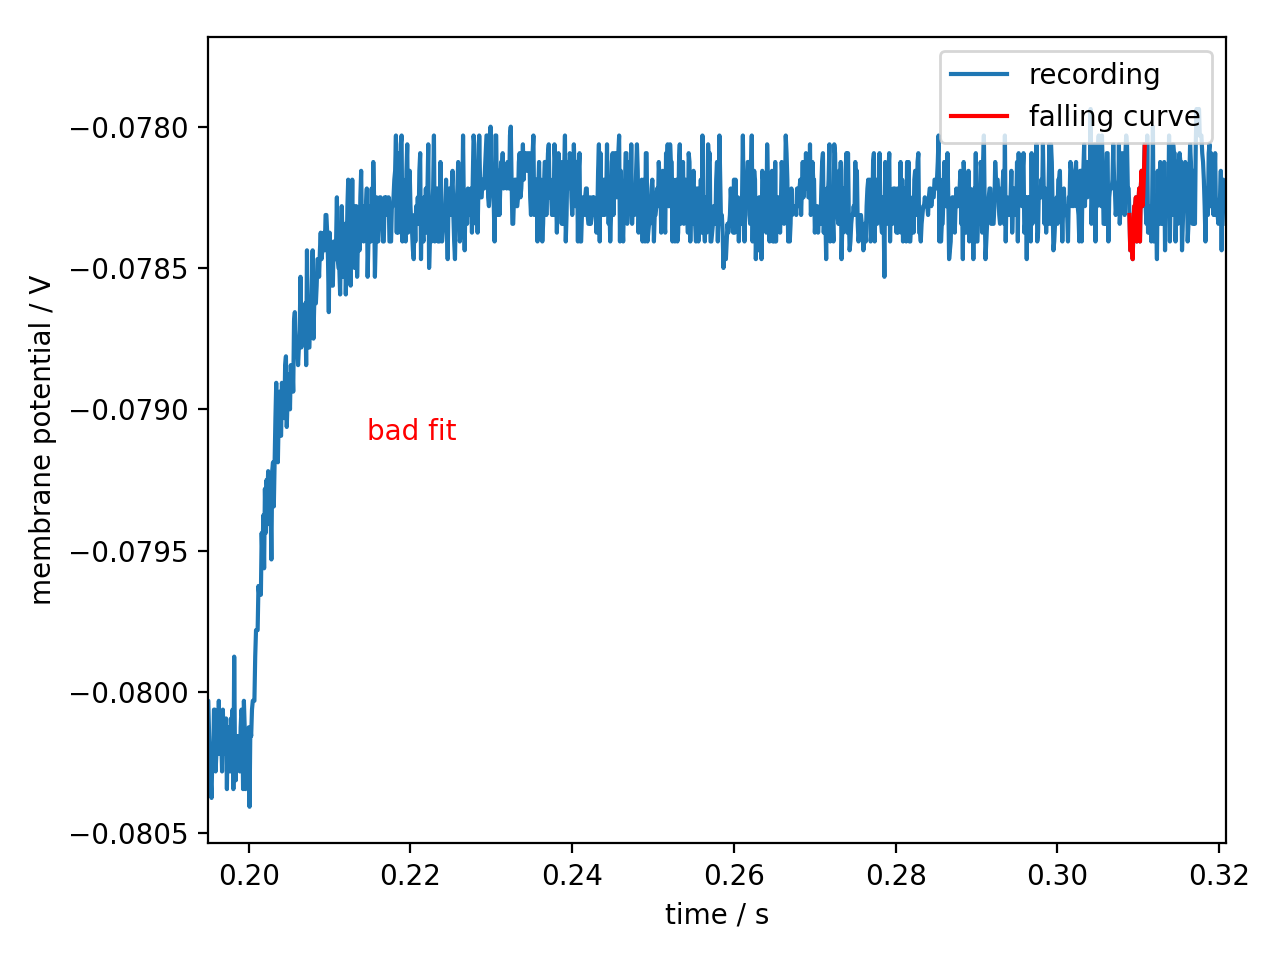 recording
falling curve
−0.0780
−0.0785
−0.0790
−0.0795
−0.0800
−0.0805
membrane potential / V
bad fit
0.20 0.22 0.24 0.26 0.28 0.30 0.32
time / s